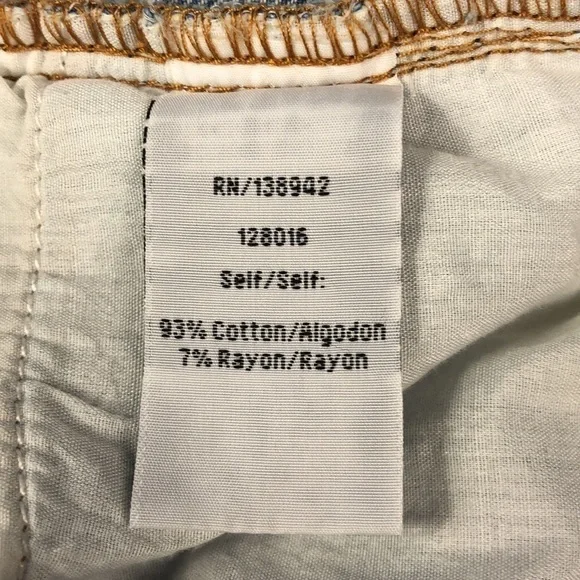 RN/138942
128016
Self/Self:
93% Cotton/Algodon
7% Rayon/Rayon